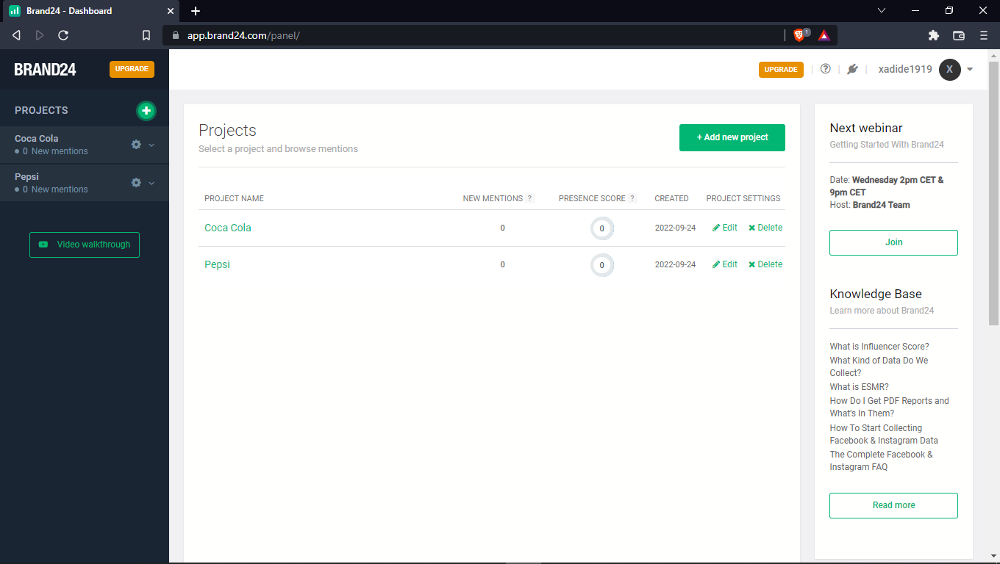 Brand24 - Dashboard
app.brand24.com/panel/
1
BRAND24
UPGRADE
UPGRADE
xadide1919
X
PROJECTS
Coca Cola
0 New mentions
Pepsi
0 New mentions
Video walkthrough
Projects
Select a project and browse mentions
+ Add new project
PROJECT NAME
NEW MENTIONS ?
PRESENCE SCORE ?
CREATED
PROJECT SETTINGS
Coca Cola
0
0
2022-09-24
Edit
Delete
Pepsi
0
0
2022-09-24
Edit
Delete
Next webinar
Getting Started With Brand24
Date: Wednesday 2pm CET &
9pm CET
Host: Brand24 Team
Join
Knowledge Base
Learn more about Brand24
What is Influencer Score?
What Kind of Data Do We
Collect?
What is ESMR?
How Do I Get PDF Reports and
What's In Them?
How To Start Collecting
Facebook & Instagram Data
The Complete Facebook &
Instagram FAQ
Read more